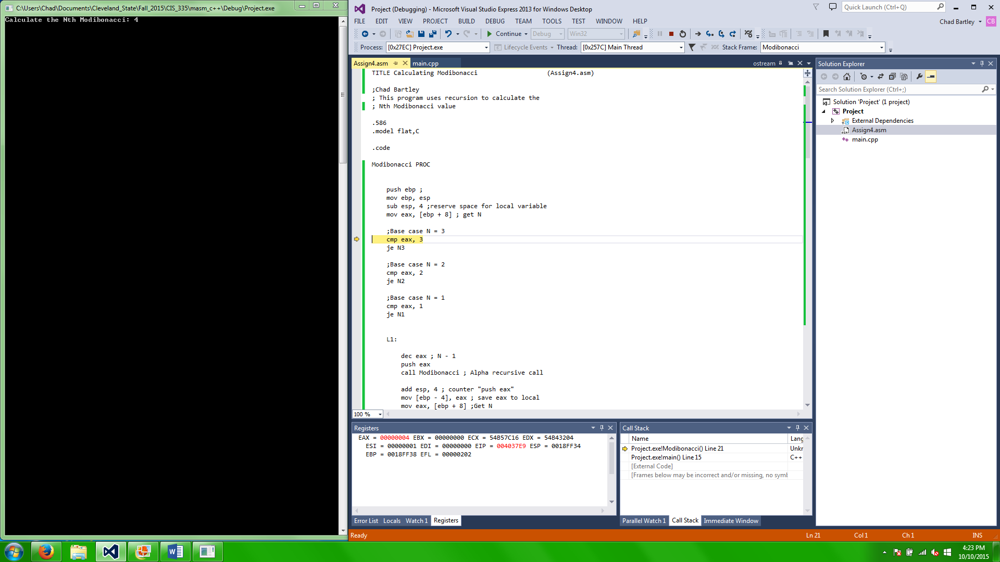 C:\Users\Chad\Documents\Cleveland_State\Fall_2015\CIS_335\masm_c++\Debug\Project.exe
Calculate the Nth Modibonacci: 4
Project (Debugging) - Microsoft Visual Studio Express 2013 for Windows Desktop
Quick Launch (Ctrl+Q)
FILE EDIT VIEW PROJECT BUILD DEBUG TEAM TOOLS TEST WINDOW HELP
Chad Bartley CB
Continue Debug Win32
Process: [0x27EC] Project.exe Lifecycle Events Thread: [0x257C] Main Thread Stack Frame: Modibonacci
Assign4.asm main.cpp ostream
TITLE Calculating Modibonacci (Assign4.asm)
;Chad Bartley
; This program uses recursion to calculate the
; Nth Modibonacci value
.586
.model flat,C
.code
Modibonacci PROC
push ebp ;
mov ebp, esp
sub esp, 4 ;reserve space for local variable
mov eax, [ebp + 8] ; get N
;Base case N = 3
cmp eax, 3
je N3
;Base case N = 2
cmp eax, 2
je N2
;Base case N = 1
cmp eax, 1
je N1
L1:
dec eax ; N - 1
push eax
call Modibonacci ; Alpha recursive call
add esp, 4 ; counter "push eax"
mov [ebp - 4], eax ; save eax to local
mov eax, [ebp + 8] ;Get N
100 %
Solution Explorer
Search Solution Explorer (Ctrl+;)
Solution 'Project' (1 project)
Project
External Dependencies
Assign4.asm
main.cpp
Registers
EAX = 00000004 EBX = 00000000 ECX = 54B57C16 EDX = 54B43204
ESI = 00000001 EDI = 00000000 EIP = 004037E9 ESP = 0018FF34
EBP = 0018FF38 EFL = 00000202
Error List Locals Watch 1 Registers
Call Stack
Name Lang
Project.exe!Modibonacci() Line 21 Unkr
Project.exe!main() Line 15 C++
[External Code]
[Frames below may be incorrect and/or missing, no symb
Parallel Watch 1 Call Stack Immediate Window
Ready Ln 21 Col 1 Ch 1 INS
4:23 PM
10/10/2015